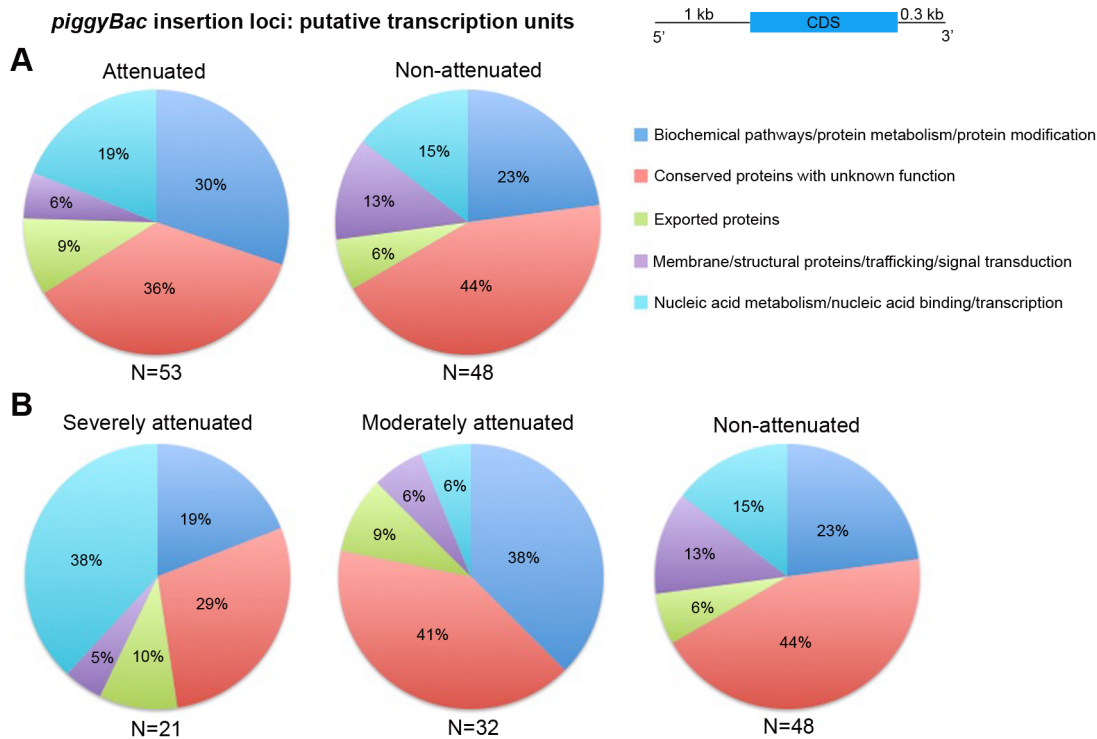 piggyBac insertion loci: putative transcription units
1 kb
CDS
0.3 kb
5’
3’
A
Attenuated
Non-attenuated
19%
30%
6%
9%
36%
N=53
15%
23%
13%
6%
44%
N=48
Biochemical pathways/protein metabolism/protein modification
Conserved proteins with unknown function
Exported proteins
Membrane/structural proteins/trafficking/signal transduction
Nucleic acid metabolism/nucleic acid binding/transcription
B
Severely attenuated
Moderately attenuated
Non-attenuated
19%
38%
29%
5%
10%
N=21
6%
6%
9%
38%
41%
N=32
15%
23%
13%
6%
44%
N=48